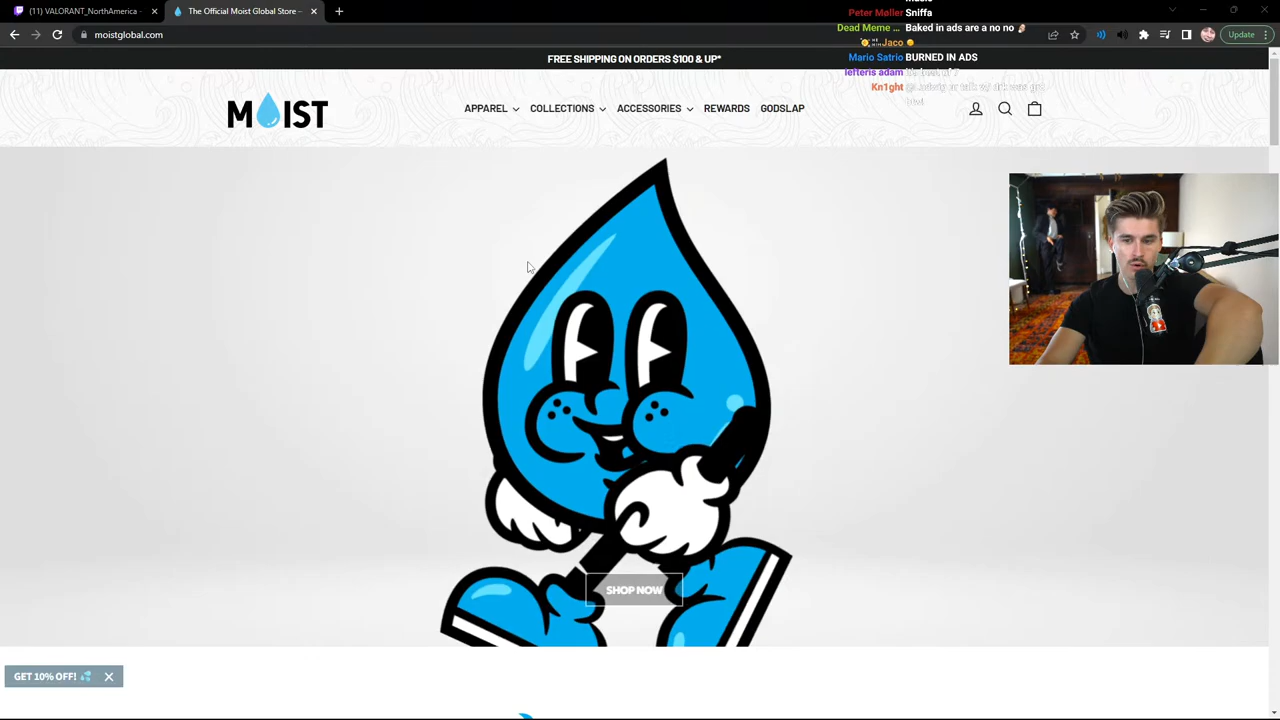 (11) VALORANT_NorthAmerica -
The Official Moist Global Store –
moistglobal.com
Update
Peter Møller Sniffa
Dead Meme ... Baked in ads are a no no
Jaco
Mario Satrio BURNED IN ADS
lefteris adam
Kn1ght
FREE SHIPPING ON ORDERS $100 & UP*
MOIST
APPAREL
COLLECTIONS
ACCESSORIES
REWARDS
GODSLAP
SHOP NOW
GET 10% OFF!